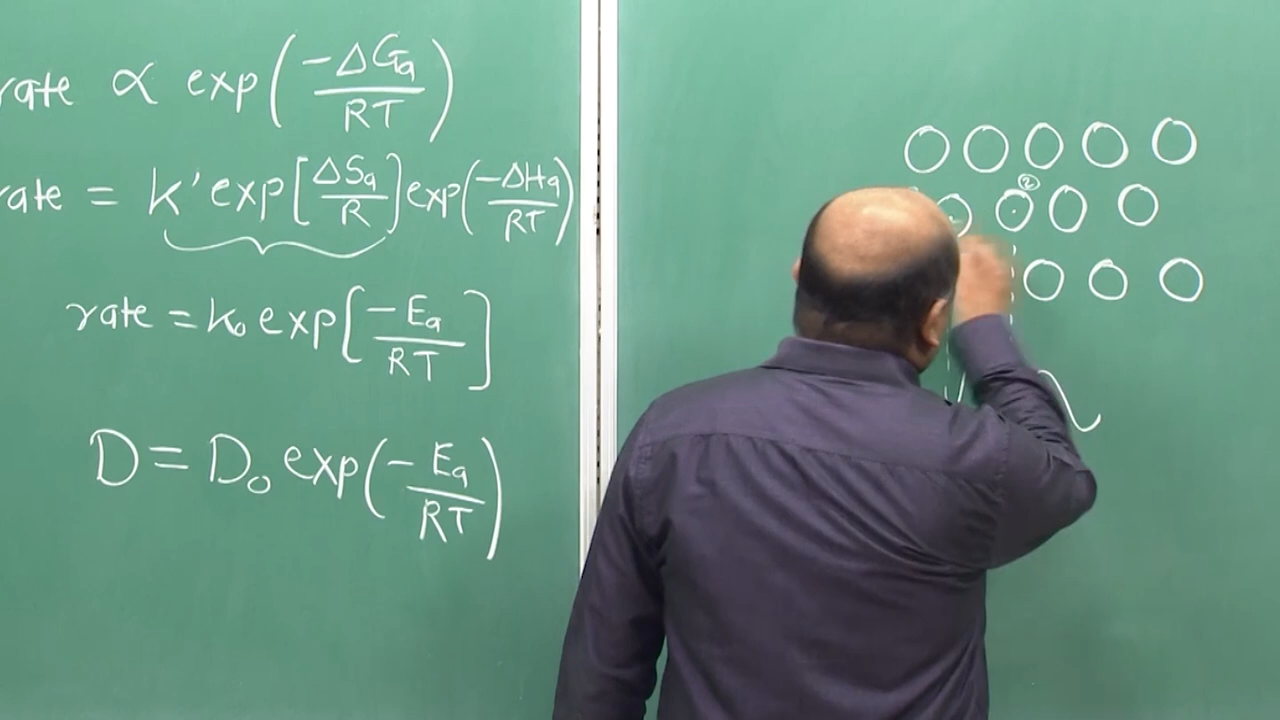 rate ∝ exp(-ΔGa/RT)
rate = k' exp[ΔSa/R] exp(-ΔHa/RT)
rate = k₀ exp[-Ea/RT]
D = D₀ exp(-Ea/RT)
②